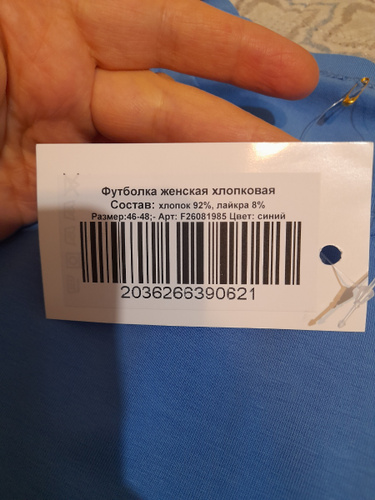 Футболка женская хлопковая
Состав: хлопок 92%, лайкра 8%
Размер:46-48;- Арт: F26081985 Цвет: синий
2036266390621